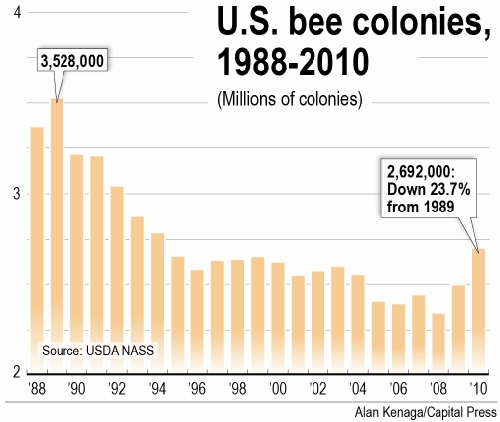 U.S. bee colonies,
1988-2010
(Millions of colonies)
4
3,528,000
3
2,692,000:
Down 23.7%
from 1989
Source: USDA NASS
2
’88 ’90 ’92 ’94 ’96 ’98 ’00 ’02 ’04 ’06 ’08 ’10
Alan Kenaga/Capital Press